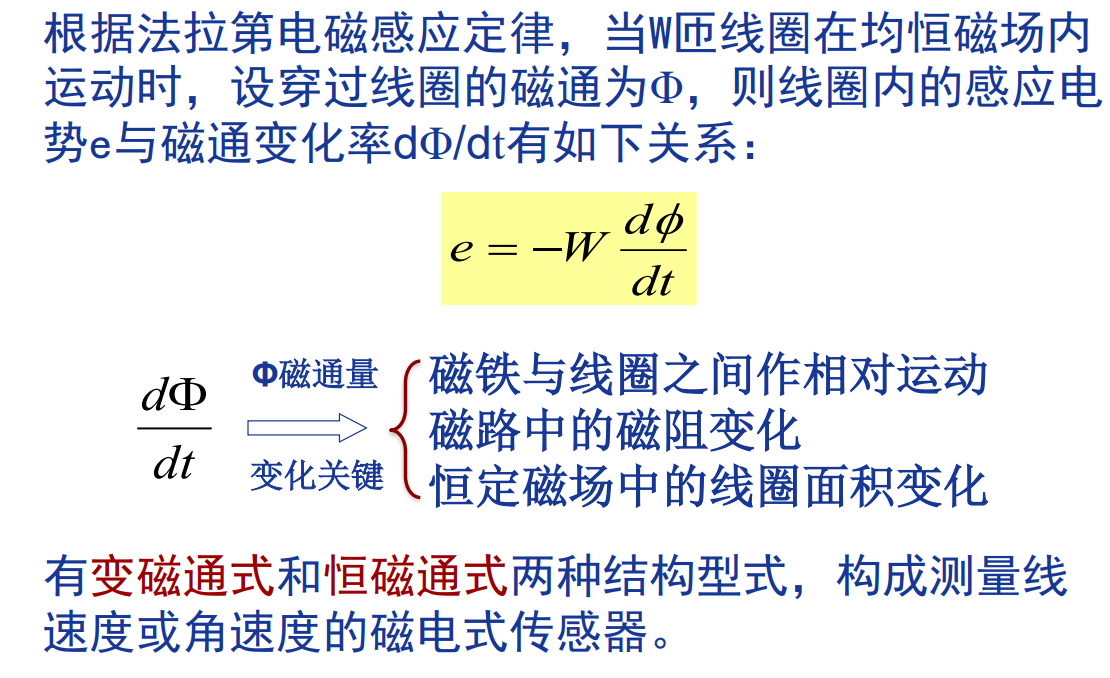 根据法拉第电磁感应定律，当W匝线圈在均恒磁场内
运动时，设穿过线圈的磁通为Φ，则线圈内的感应电
势e与磁通变化率dΦ/dt有如下关系：
e = −W dϕ/dt
dΦ/dt
Φ磁通量
变化关键
磁铁与线圈之间作相对运动
磁路中的磁阻变化
恒定磁场中的线圈面积变化
有变磁通式和恒磁通式两种结构型式，构成测量线
速度或角速度的磁电式传感器。